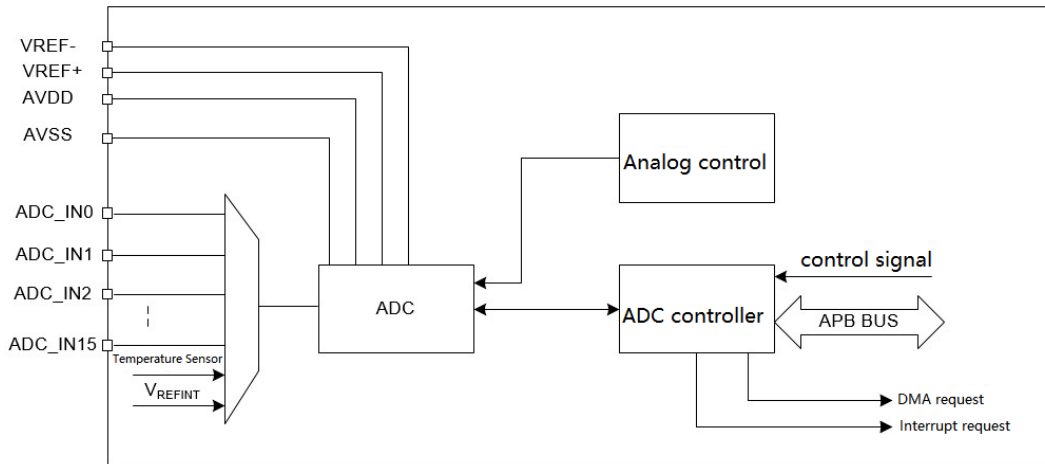 VREF-
VREF+
AVDD
AVSS
Analog control
ADC_IN0
ADC_IN1
control signal
ADC_IN2
ADC
ADC controller
APB BUS
ADC_IN15
Temperature Sensor
VREFINT
DMA request
Interrupt request